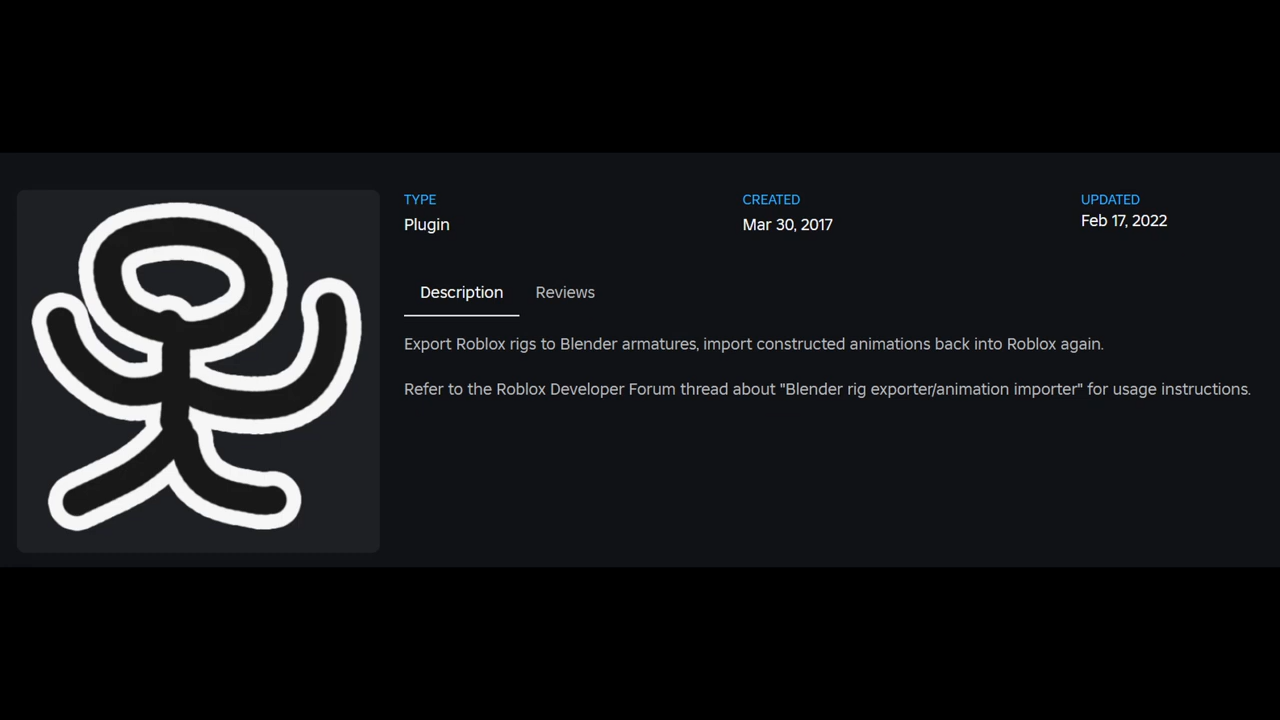 TYPE
Plugin
CREATED
Mar 30, 2017
UPDATED
Feb 17, 2022
Description
Reviews
Export Roblox rigs to Blender armatures, import constructed animations back into Roblox again.
Refer to the Roblox Developer Forum thread about "Blender rig exporter/animation importer" for usage instructions.